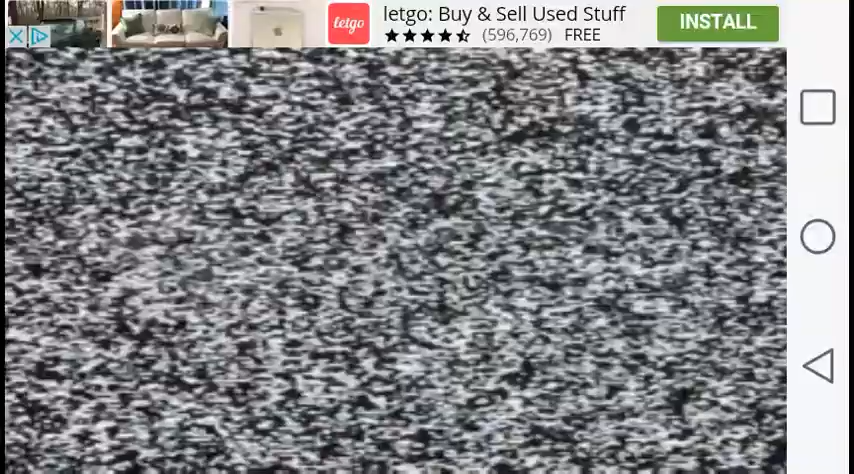 letgo
letgo: Buy & Sell Used Stuff
(596,769) FREE
INSTALL